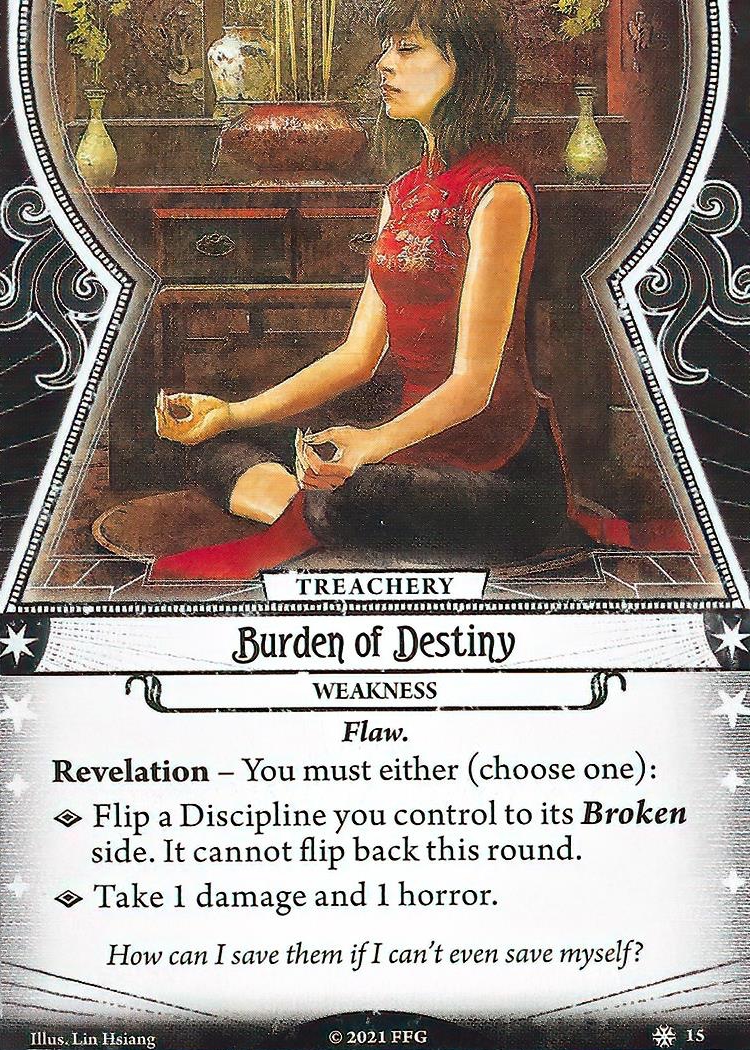 TREACHERY
Burden of Destiny
WEAKNESS
Flaw.
Revelation – You must either (choose one):
Flip a Discipline you control to its Broken
side. It cannot flip back this round.
Take 1 damage and 1 horror.
How can I save them if I can't even save myself?
Illus. Lin Hsiang
© 2021 FFG
15